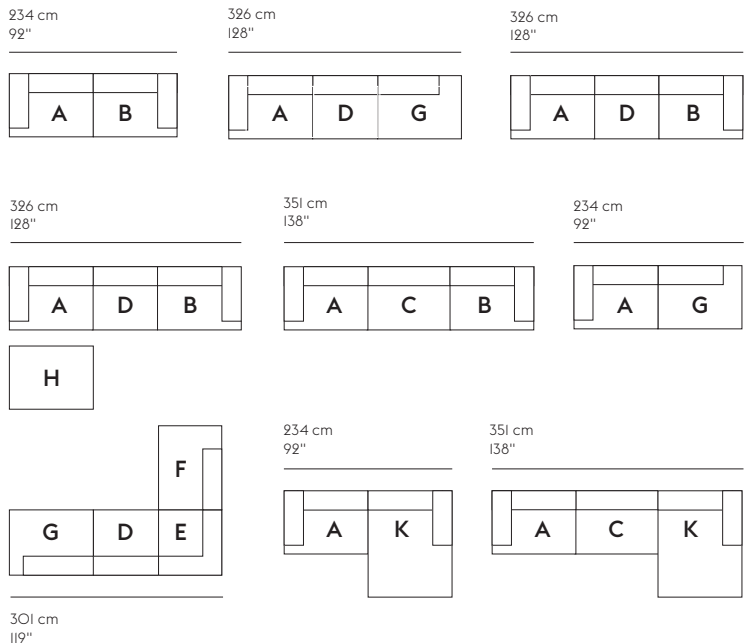 234 cm
92"
A B
326 cm
128"
A D G
326 cm
128"
A D B
326 cm
128"
A D B
H
351 cm
138"
A C B
234 cm
92"
A G
F
G D E
301 cm
119"
234 cm
92"
A K
351 cm
138"
A C K